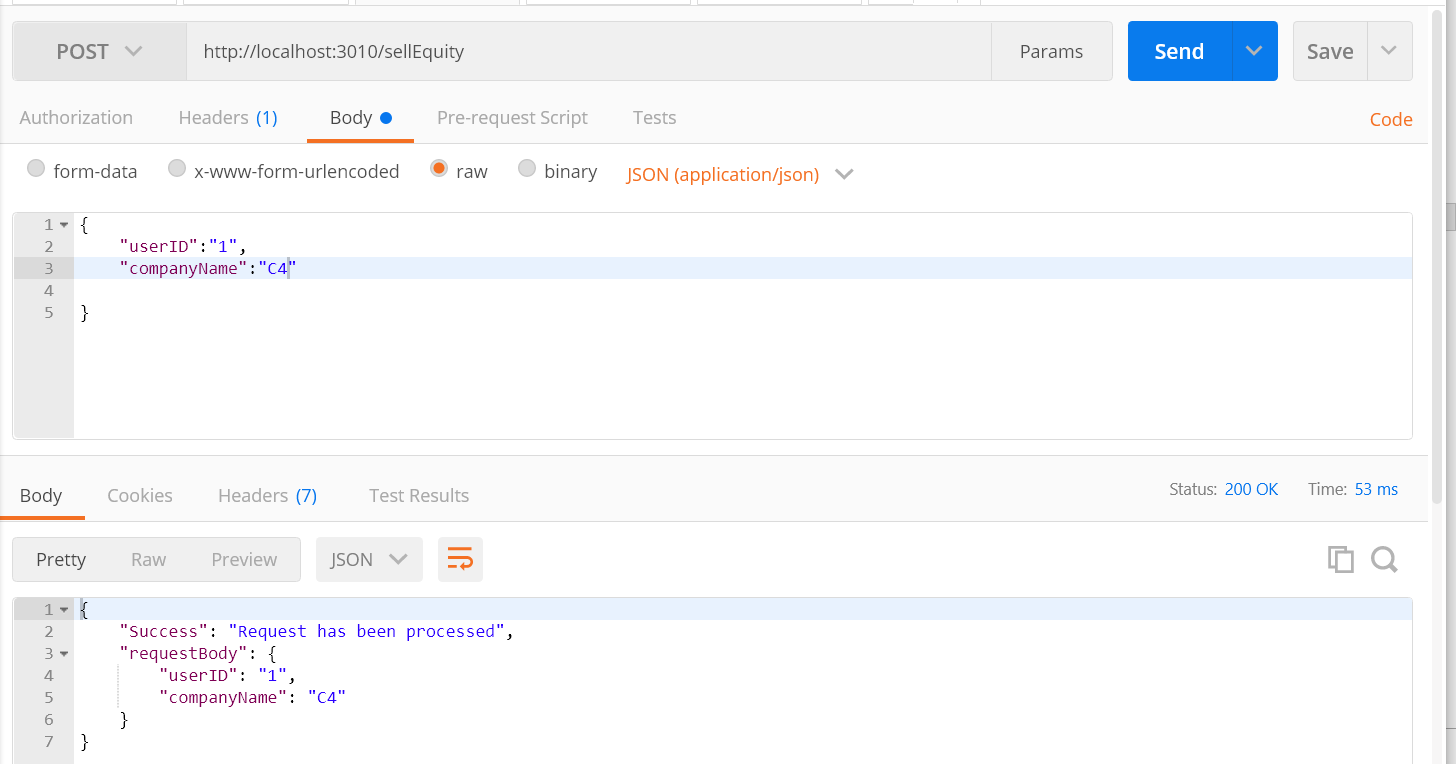 POST http://localhost:3010/sellEquity Params Send Save
Authorization Headers (1) Body Pre-request Script Tests Code
form-data x-www-form-urlencoded raw binary JSON (application/json)
1 {
2 "userID":"1",
3 "companyName":"C4"
4
5 }
Body Cookies Headers (7) Test Results Status: 200 OK Time: 53 ms
Pretty Raw Preview JSON
1 {
2 "Success": "Request has been processed",
3 "requestBody": {
4 "userID": "1",
5 "companyName": "C4"
6 }
7 }